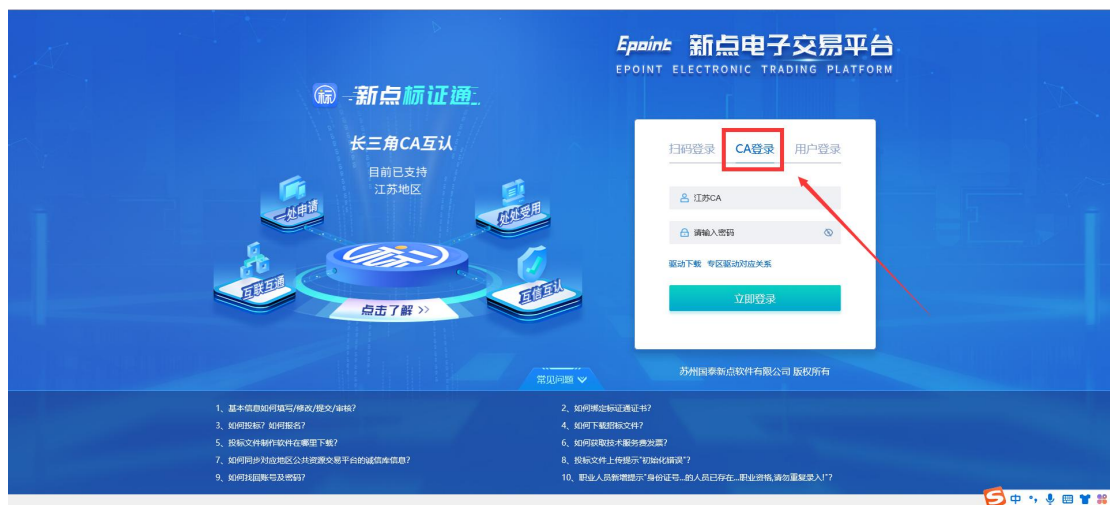 Epoint 新点电子交易平台
EPOINT ELECTRONIC TRADING PLATFORM
标 新点标证通
长三角CA互认
目前已支持
江苏地区
一处申请
处处受用
互联互通
互信互认
标
点击了解 >>
扫码登录 CA登录 用户登录
江苏CA
请输入密码
驱动下载 专区驱动对应关系
立即登录
苏州国泰新点软件有限公司 版权所有
常见问题
1、基本信息如何填写/修改/提交/审核?
2、如何绑定标证通证书?
3、如何投标? 如何报名?
4、如何下载招标文件?
5、投标文件制作软件在哪里下载?
6、如何获取技术服务费发票?
7、如何同步对应地区公共资源交易平台的诚信库信息?
8、投标文件上传提示"初始化错误"?
9、如何找回账号及密码?
10、职业人员新增提示"身份证号...的人员已存在...职业资格,请勿重复录入!"?
S 中